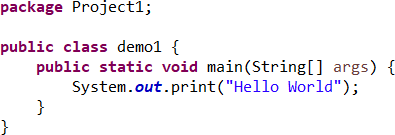 package Project1;

public class demo1 {
    public static void main(String[] args) {
        System.out.print("Hello World");
    }
}